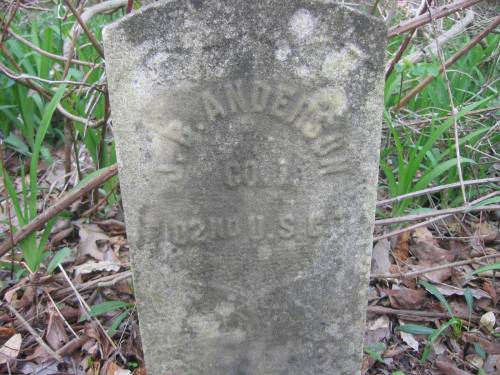 J. H. ANDERSON
CO. I.
102ND U.S.C.T.